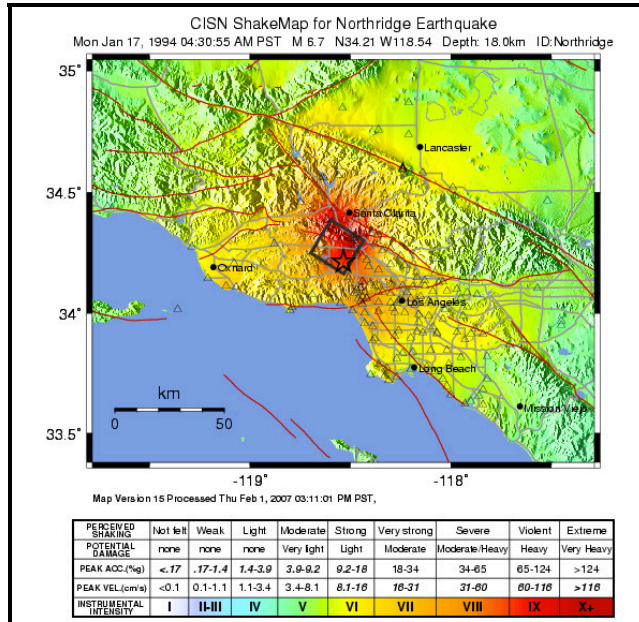 CISN ShakeMap for Northridge Earthquake
Mon Jan 17, 1994 04:30:55 AM PST M 6.7 N34.21 W118.54 Depth: 18.0km ID:Northridge
35°
Lancaster
34.5°
Santa Clarita
Oxnard
34°
Los Angeles
Long Beach
km
Mission Viejo
0 50
33.5°
-119° -118°
Map Version 15 Processed Thu Feb 1, 2007 03:11:01 PM PST,
PERCEIVED SHAKING Not felt Weak Light Moderate Strong Very strong Severe Violent Extreme
POTENTIAL DAMAGE none none none Very light Light Moderate Moderate/Heavy Heavy Very Heavy
PEAK ACC.(%g) <.17 .17-1.4 1.4-3.9 3.9-9.2 9.2-18 18-34 34-65 65-124 >124
PEAK VEL.(cm/s) <0.1 0.1-1.1 1.1-3.4 3.4-8.1 8.1-16 16-31 31-60 60-116 >116
INSTRUMENTAL INTENSITY I II-III IV V VI VII VIII IX X+